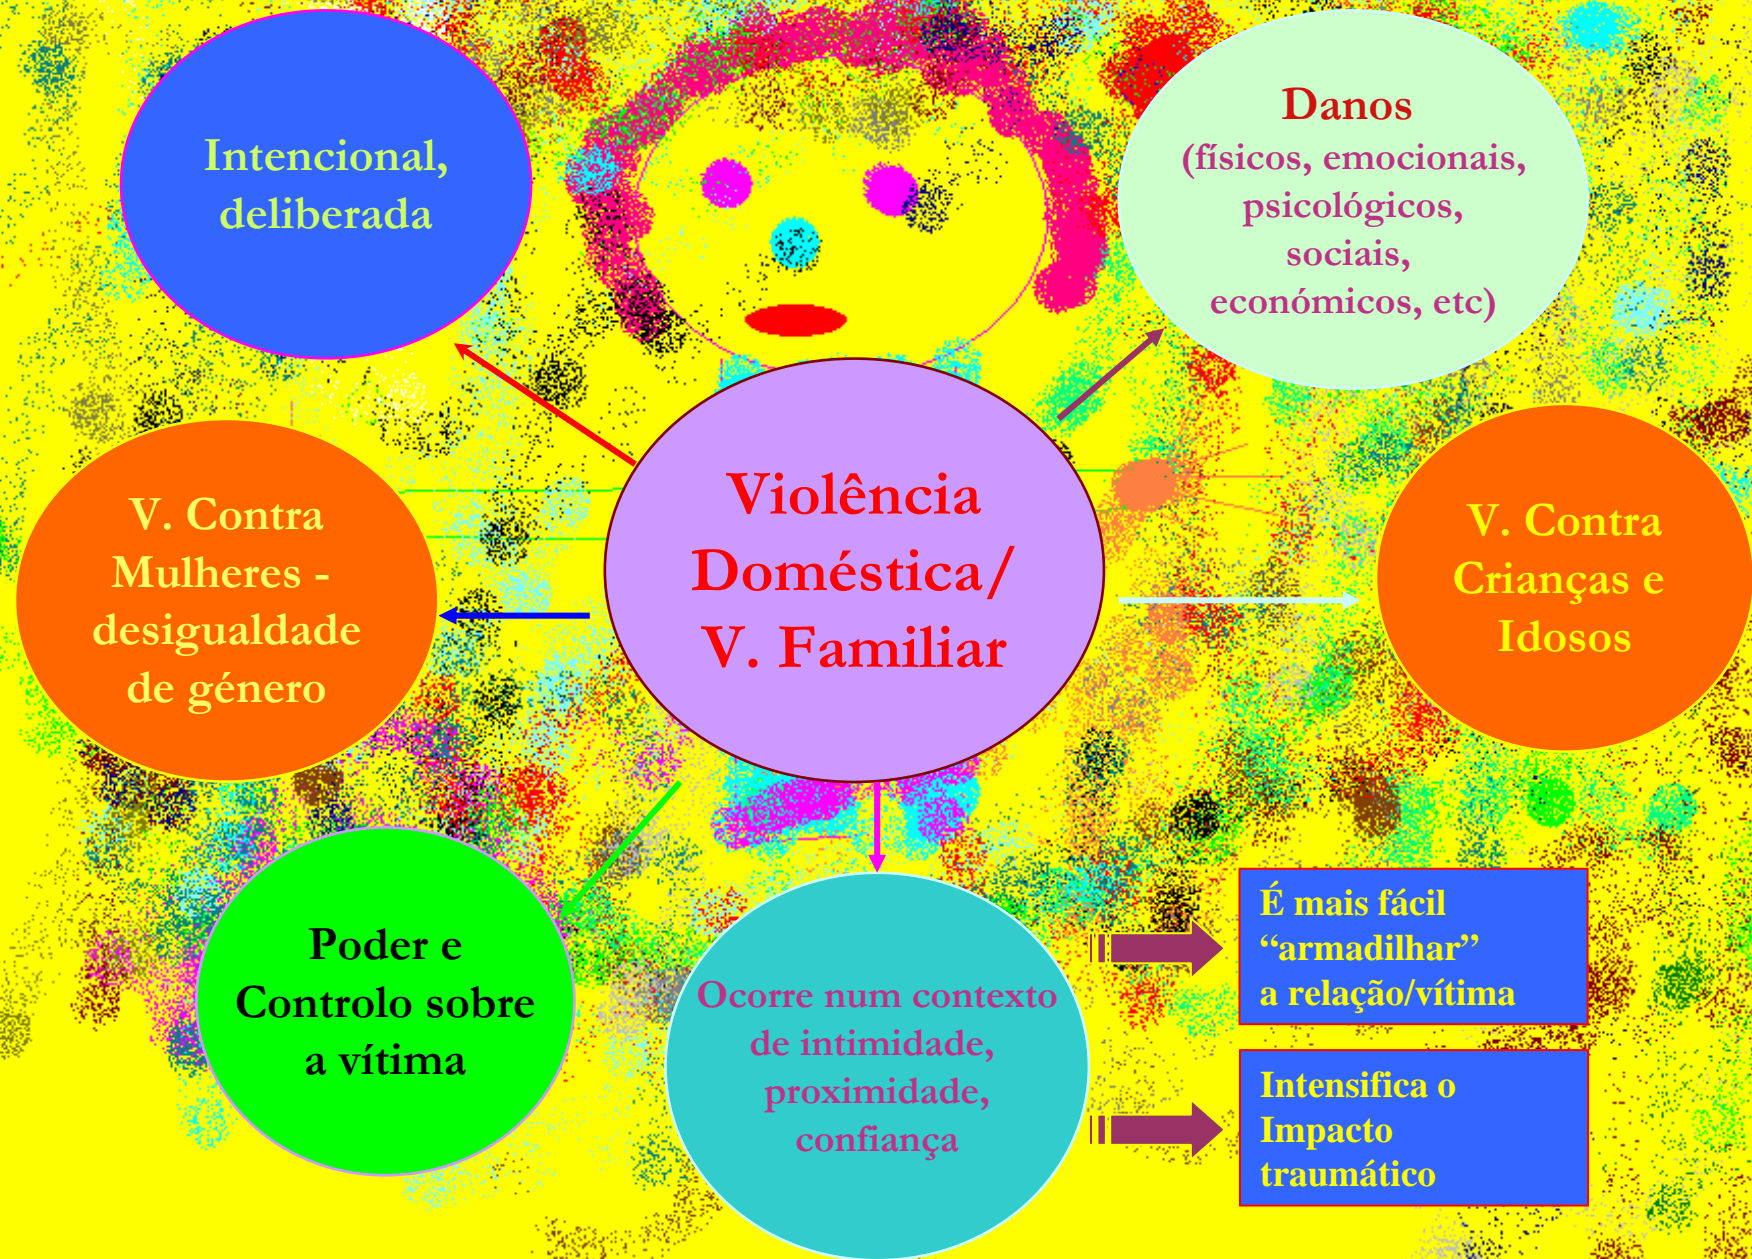 Intencional,
deliberada
Danos
(físicos, emocionais,
psicológicos,
sociais,
económicos, etc)
Violência
Doméstica/
V. Familiar
V. Contra
Mulheres -
desigualdade
de género
V. Contra
Crianças e
Idosos
Poder e
Controlo sobre
a vítima
Ocorre num contexto
de intimidade,
proximidade,
confiança
É mais fácil
“armadilhar”
a relação/vítima
Intensifica o
Impacto
traumático